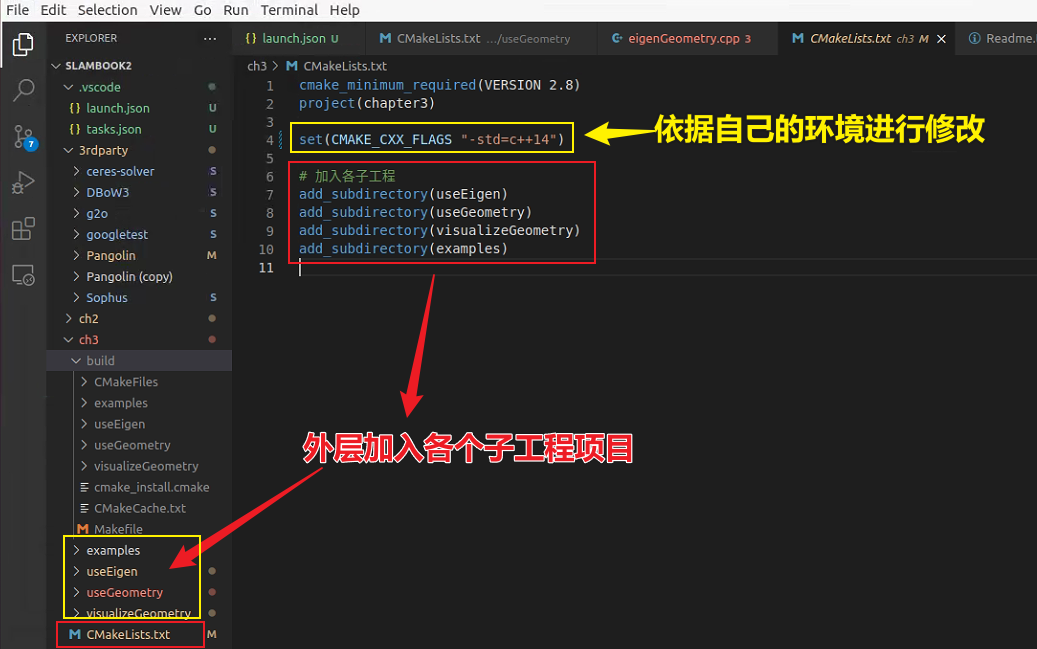 File Edit Selection View Go Run Terminal Help
EXPLORER ...
{} launch.json U
M CMakeLists.txt .../useGeometry
C+ eigenGeometry.cpp 3
M CMakeLists.txt ch3 M ×
Readme.
SLAMBOOK2
.vscode
{} launch.json U
{} tasks.json U
3rdparty
ceres-solver S
DBoW3 S
g2o S
googletest S
Pangolin M
Pangolin (copy)
Sophus S
ch2
ch3
build
CMakeFiles
examples
useEigen
useGeometry
visualizeGeometry
cmake_install.cmake
CMakeCache.txt
M Makefile
examples
useEigen
useGeometry
visualizeGeometry
M CMakeLists.txt M
7
ch3 > M CMakeLists.txt
1 cmake_minimum_required(VERSION 2.8)
2 project(chapter3)
3
4 set(CMAKE_CXX_FLAGS "-std=c++14")
5
6 # 加入各子工程
7 add_subdirectory(useEigen)
8 add_subdirectory(useGeometry)
9 add_subdirectory(visualizeGeometry)
10 add_subdirectory(examples)
11
依据自己的环境进行修改
外层加入各个子工程项目